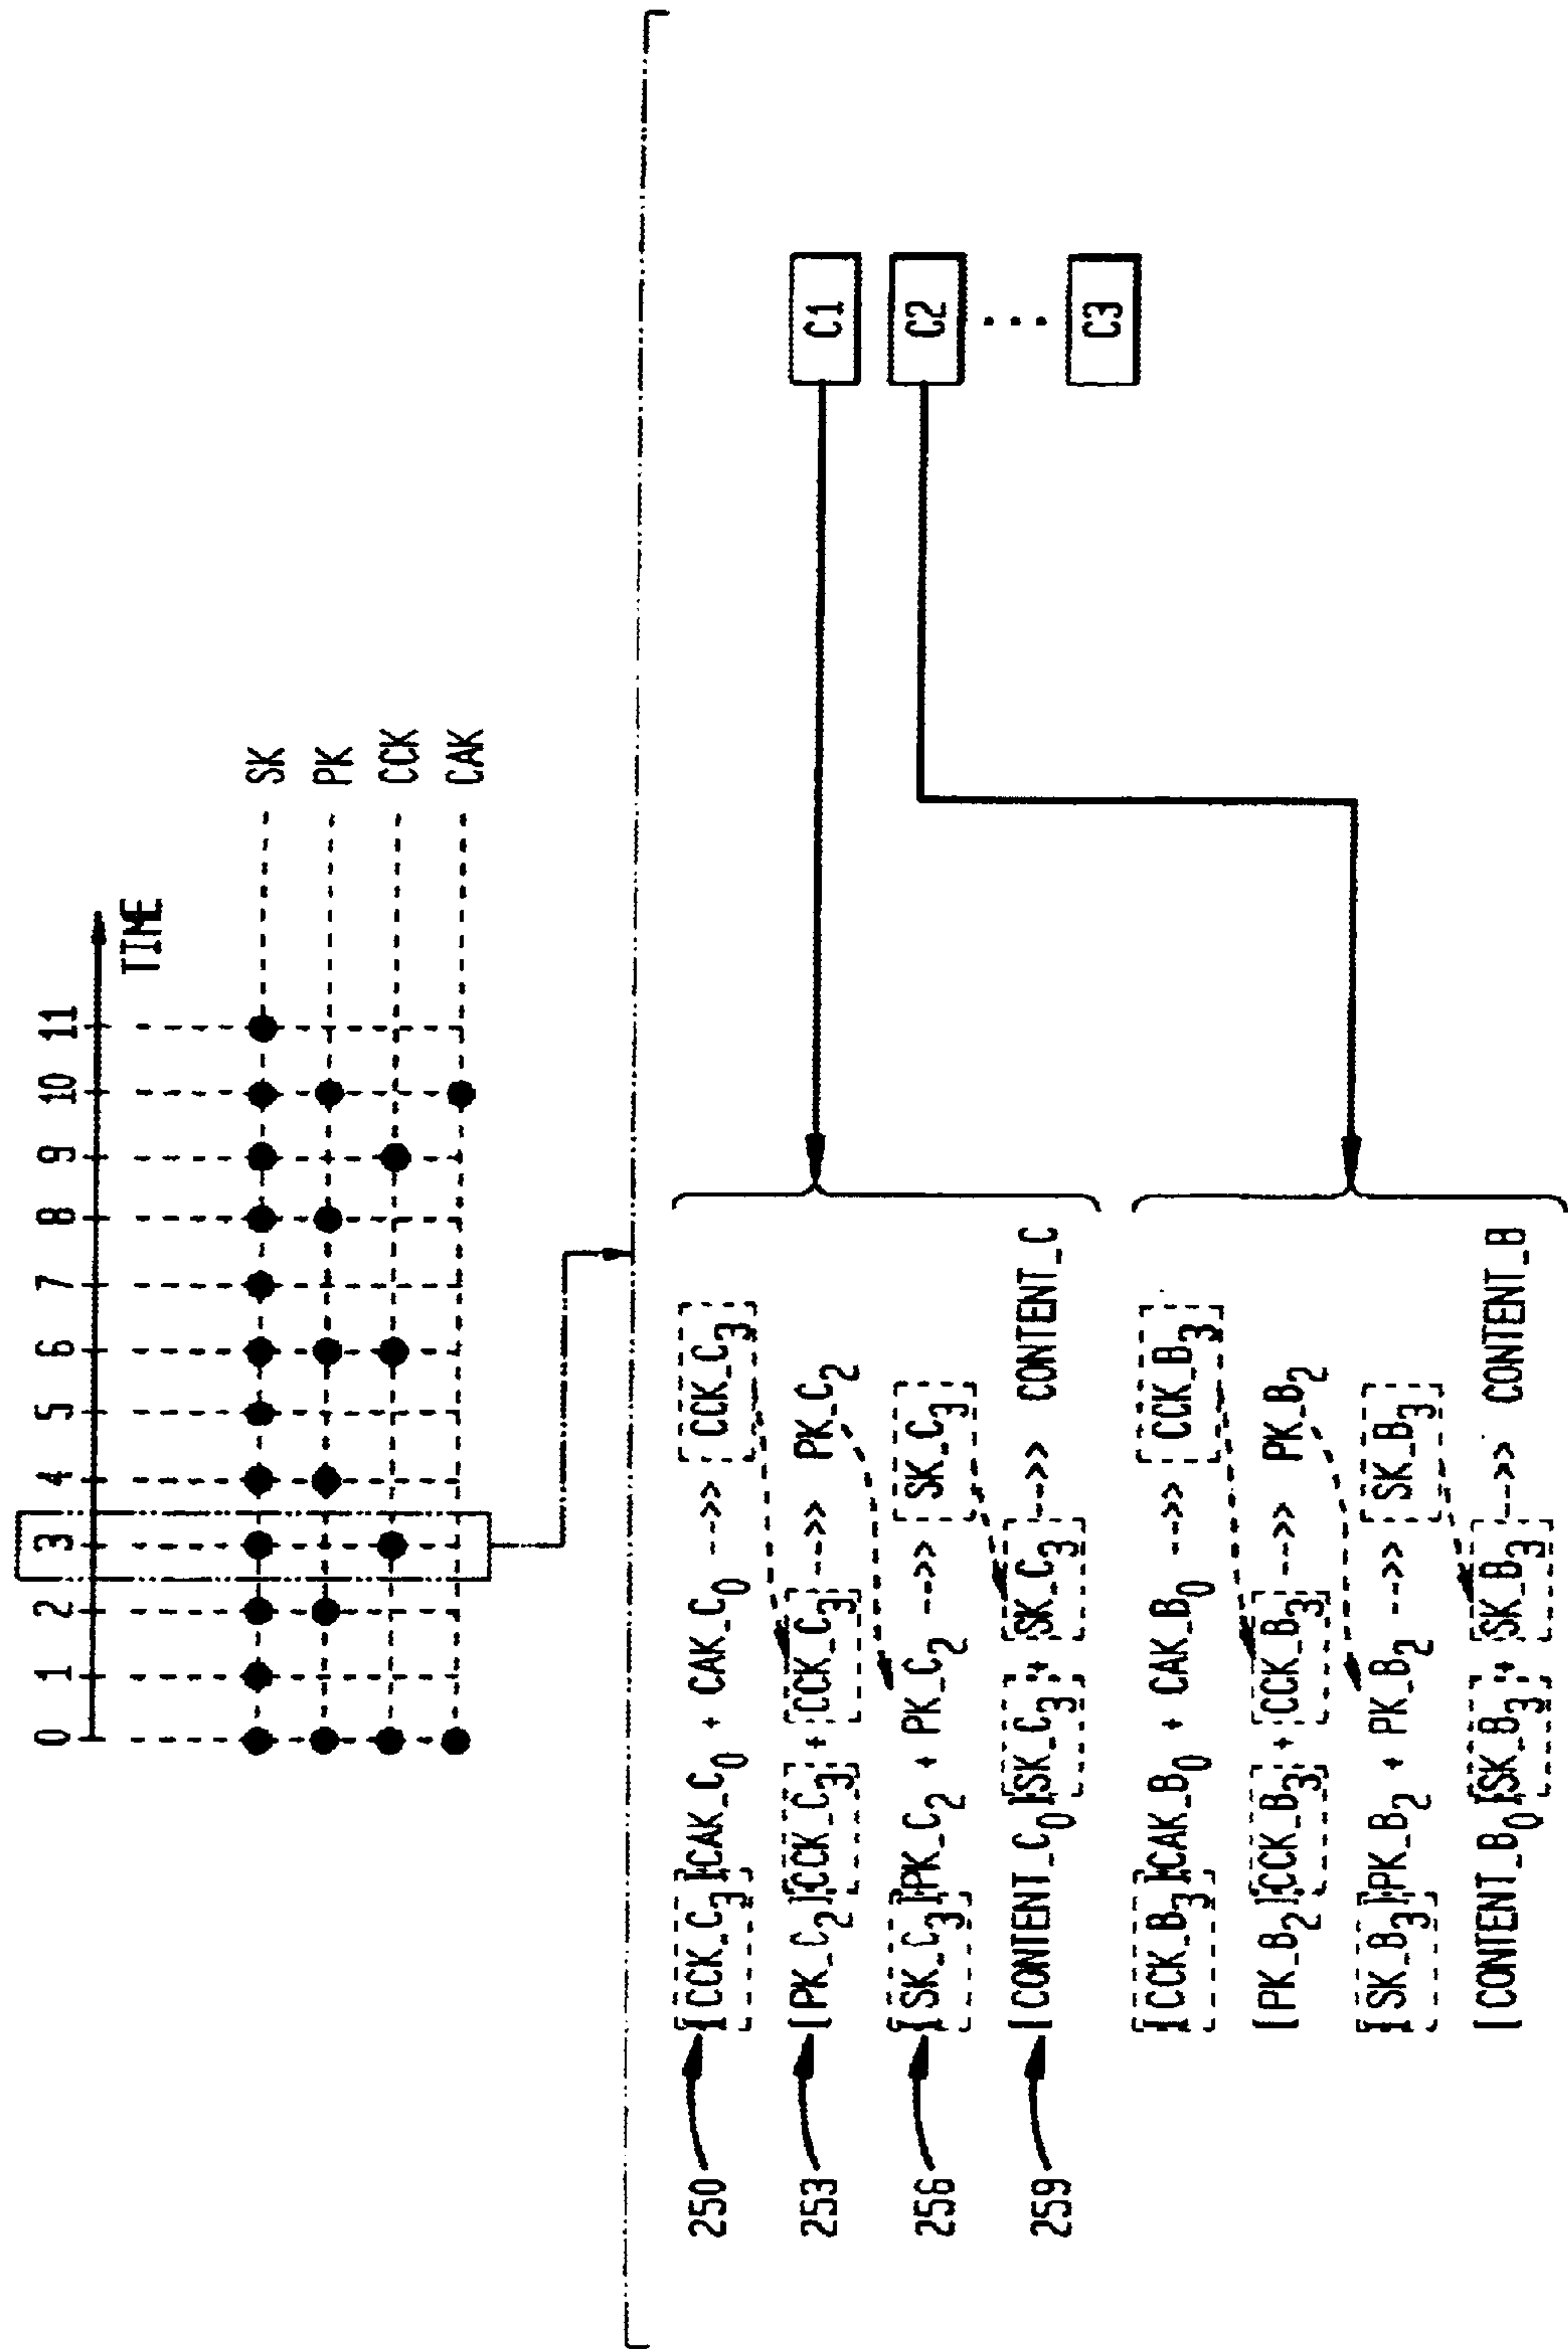 0 1 2 3 4 5 6 7 8 9 10 11
TIME
SK
PK
CCK
CAK
250
[CCK_C3]CAK_C0 + CAK_C0 -->> CCK_C3
253
[PK_C2]CCK_C3 + CCK_C3 -->> PK_C2
256
[SK_C3]PK_C2 + PK_C2 -->> SK_C3
259
[CONTENT_C0]SK_C3 + SK_C3 -->> CONTENT_C
[CCK_B3]CAK_B0 + CAK_B0 -->> CCK_B3
[PK_B2]CCK_B3 + CCK_B3 -->> PK_B2
[SK_B3]PK_B2 + PK_B2 -->> SK_B3
[CONTENT_B0]SK_B3 + SK_B3 -->> CONTENT_B
C1
C2
...
C3